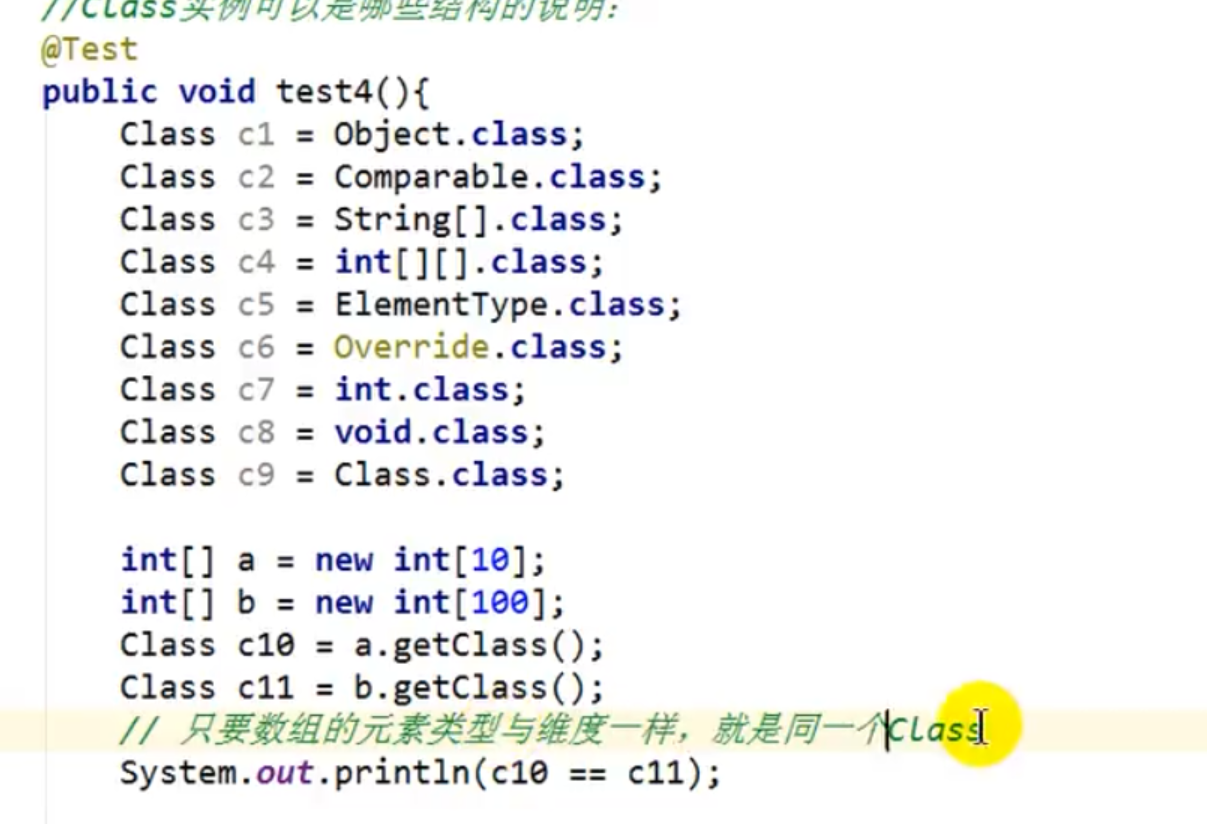 //Class实例可以是哪些结构的说明:
@Test
public void test4(){
Class c1 = Object.class;
Class c2 = Comparable.class;
Class c3 = String[].class;
Class c4 = int[][].class;
Class c5 = ElementType.class;
Class c6 = Override.class;
Class c7 = int.class;
Class c8 = void.class;
Class c9 = Class.class;
int[] a = new int[10];
int[] b = new int[100];
Class c10 = a.getClass();
Class c11 = b.getClass();
// 只要数组的元素类型与维度一样，就是同一个Class
System.out.println(c10 == c11);